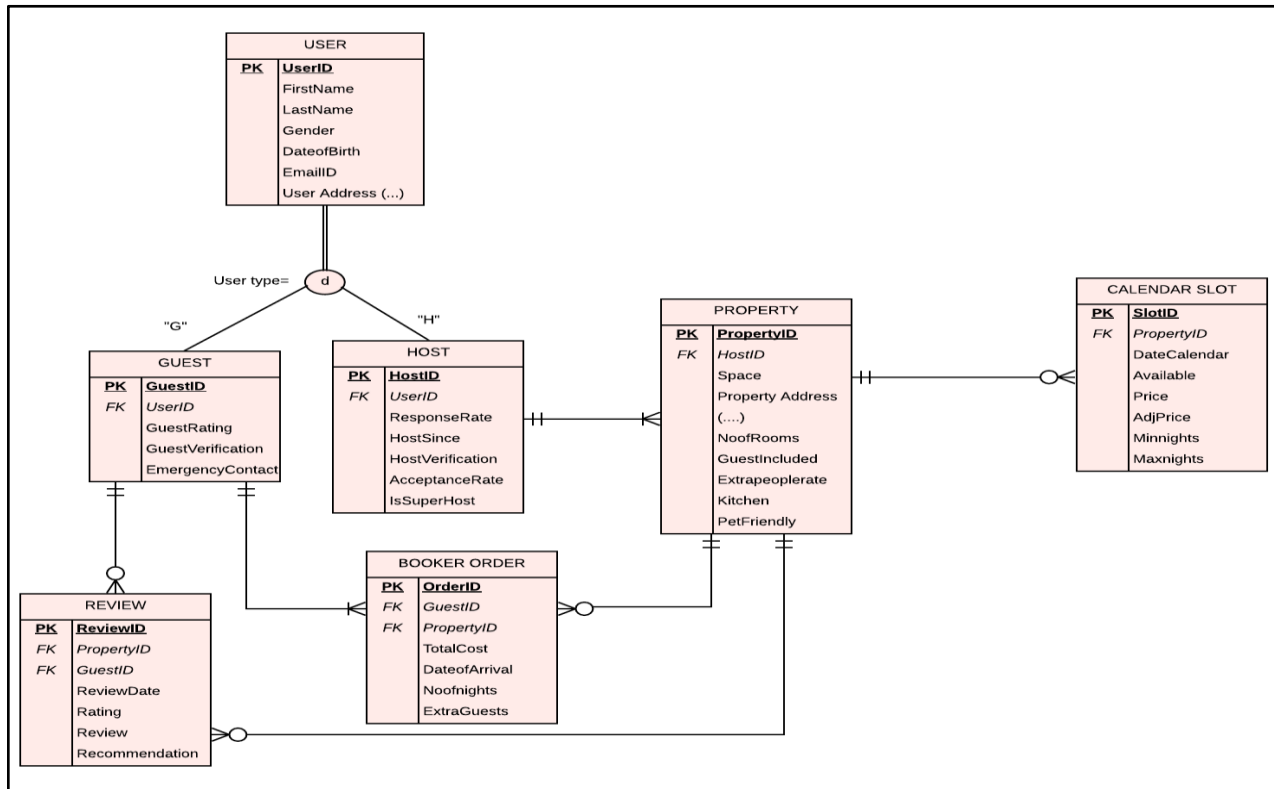 USER
PK UserID
FirstName
LastName
Gender
DateofBirth
EmailID
User Address (...)
User type=
d
"G"
"H"
GUEST
PK GuestID
FK UserID
GuestRating
GuestVerification
EmergencyContact
HOST
PK HostID
FK UserID
ResponseRate
HostSince
HostVerification
AcceptanceRate
IsSuperHost
PROPERTY
PK PropertyID
FK HostID
Space
Property Address
(....)
NoofRooms
GuestIncluded
Extrapeoplerate
Kitchen
PetFriendly
CALENDAR SLOT
PK SlotID
FK PropertyID
DateCalendar
Available
Price
AdjPrice
Minnights
Maxnights
BOOKER ORDER
PK OrderID
FK GuestID
FK PropertyID
TotalCost
DateofArrival
Noofnights
ExtraGuests
REVIEW
PK ReviewID
FK PropertyID
FK GuestID
ReviewDate
Rating
Review
Recommendation